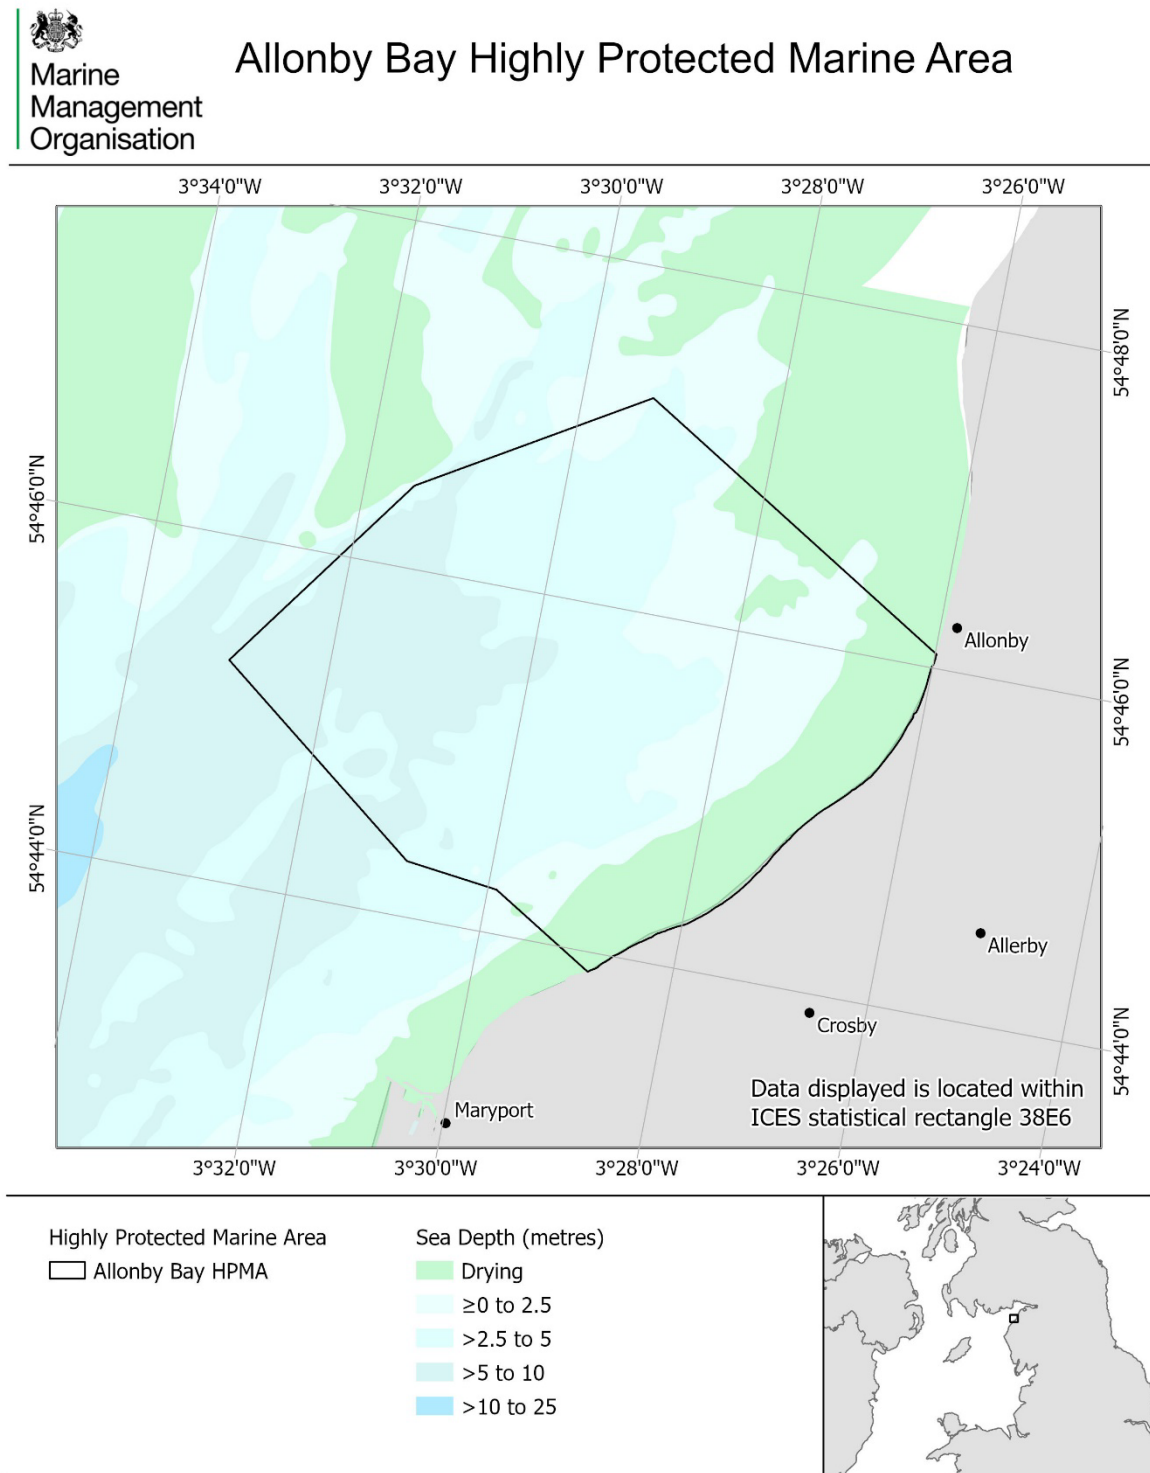 Marine
Management
Organisation
Allonby Bay Highly Protected Marine Area
3°34'0"W 3°32'0"W 3°30'0"W 3°28'0"W 3°26'0"W
54°48'0"N
54°46'0"N
54°46'0"N
54°44'0"N
54°44'0"N
Allonby
Allerby
Crosby
Maryport
Data displayed is located within
ICES statistical rectangle 38E6
3°32'0"W 3°30'0"W 3°28'0"W 3°26'0"W 3°24'0"W
Highly Protected Marine Area
Allonby Bay HPMA
Sea Depth (metres)
Drying
≥0 to 2.5
>2.5 to 5
>5 to 10
>10 to 25